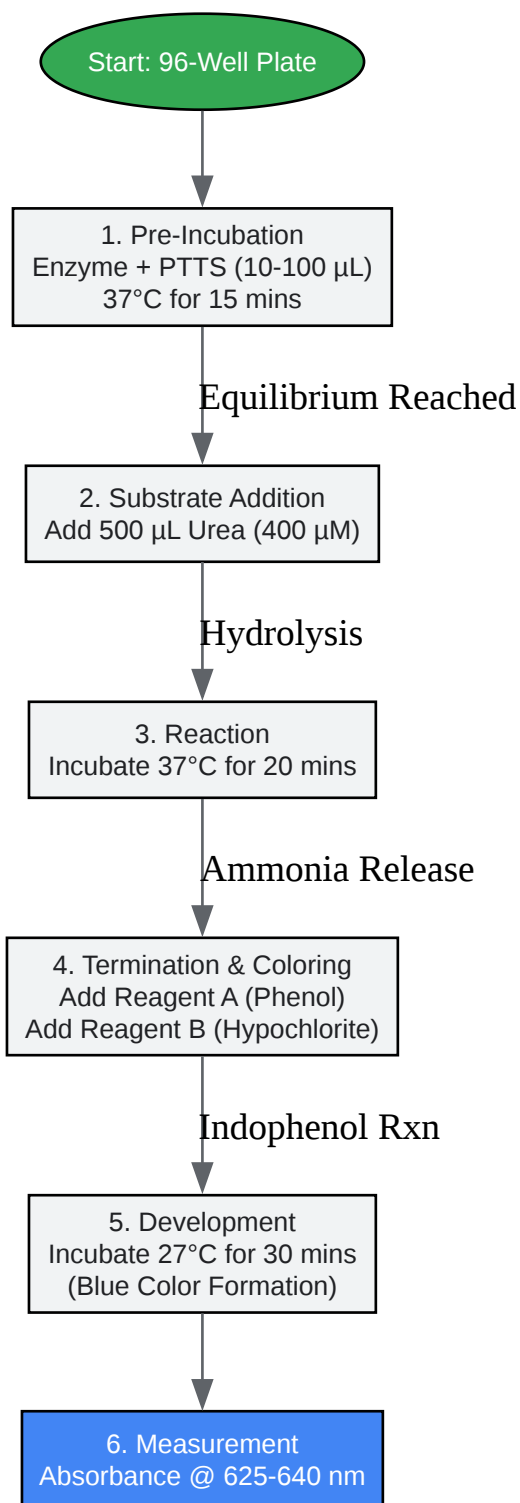 Start: 96-Well Plate
1. Pre-Incubation
Enzyme + PTTS (10-100 µL)
37°C for 15 mins
Equilibrium Reached
2. Substrate Addition
Add 500 µL Urea (400 µM)
Hydrolysis
3. Reaction
Incubate 37°C for 20 mins
Ammonia Release
4. Termination & Coloring
Add Reagent A (Phenol)
Add Reagent B (Hypochlorite)
Indophenol Rxn
5. Development
Incubate 27°C for 30 mins
(Blue Color Formation)
6. Measurement
Absorbance @ 625-640 nm